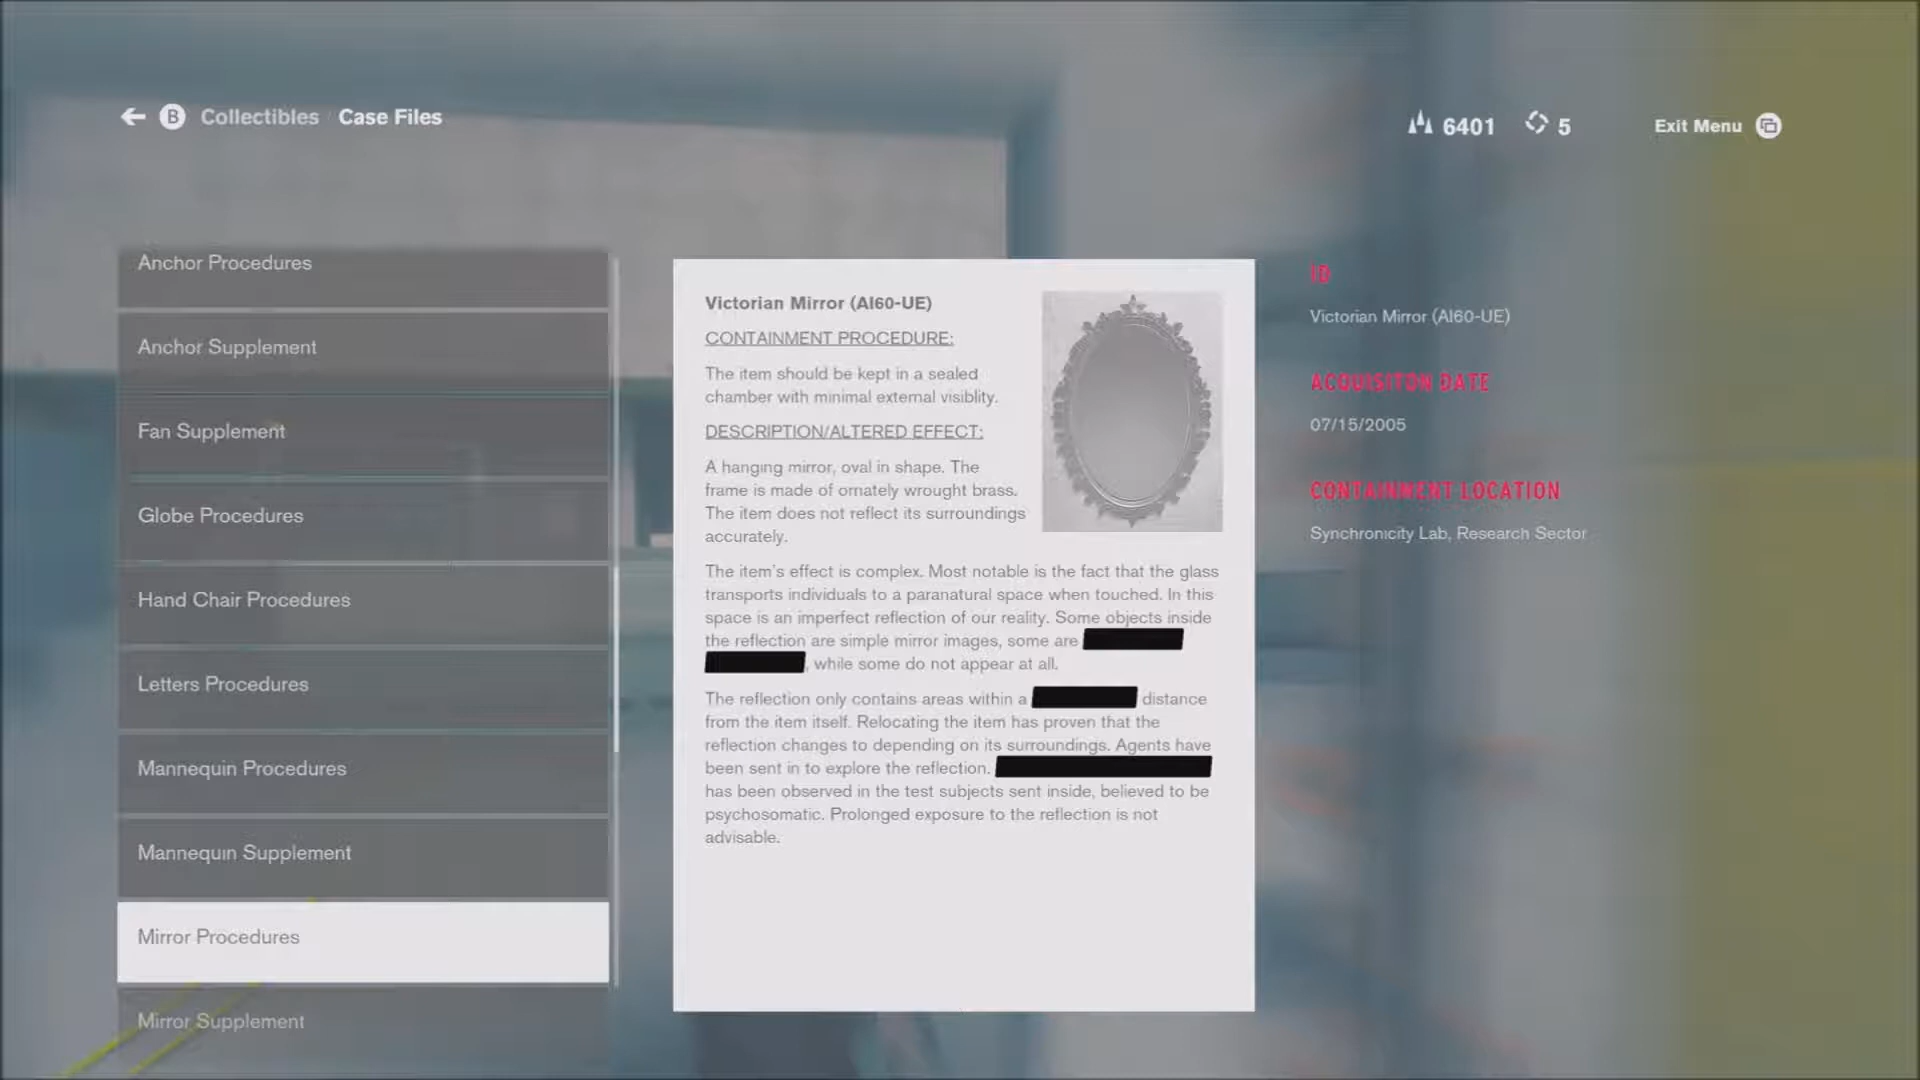 B Collectibles / Case Files
6401 5 Exit Menu
Anchor Procedures
Anchor Supplement
Fan Supplement
Globe Procedures
Hand Chair Procedures
Letters Procedures
Mannequin Procedures
Mannequin Supplement
Mirror Procedures
Mirror Supplement
Victorian Mirror (AI60-UE)
CONTAINMENT PROCEDURE:
The item should be kept in a sealed
chamber with minimal external visiblity.
DESCRIPTION/ALTERED EFFECT:
A hanging mirror, oval in shape. The
frame is made of ornately wrought brass.
The item does not reflect its surroundings
accurately.
The item's effect is complex. Most notable is the fact that the glass
transports individuals to a paranatural space when touched. In this
space is an imperfect reflection of our reality. Some objects inside
the reflection are simple mirror images, some are
, while some do not appear at all.
The reflection only contains areas within a distance
from the item itself. Relocating the item has proven that the
reflection changes to depending on its surroundings. Agents have
been sent in to explore the reflection.
has been observed in the test subjects sent inside, believed to be
psychosomatic. Prolonged exposure to the reflection is not
advisable.
ID
Victorian Mirror (AI60-UE)
ACQUISITON DATE
07/15/2005
CONTAINMENT LOCATION
Synchronicity Lab, Research Sector